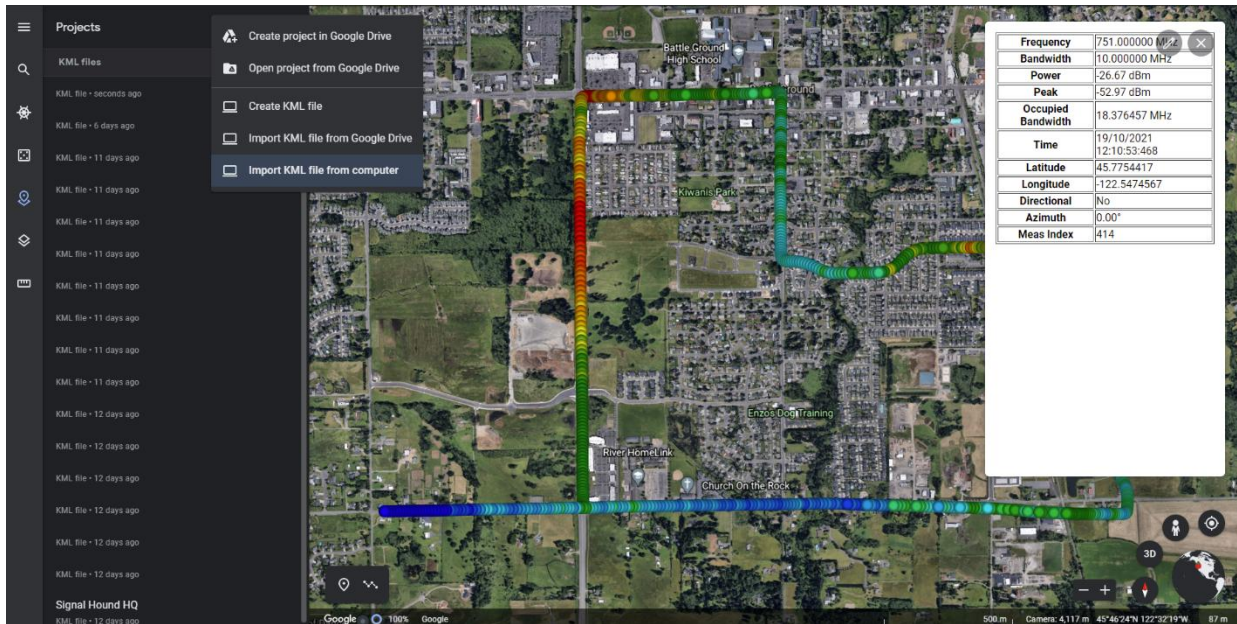 Projects
KML files
KML file • seconds ago
KML file • 6 days ago
KML file • 11 days ago
KML file • 11 days ago
KML file • 11 days ago
KML file • 11 days ago
KML file • 11 days ago
KML file • 11 days ago
KML file • 11 days ago
KML file • 11 days ago
KML file • 12 days ago
KML file • 12 days ago
KML file • 12 days ago
KML file • 12 days ago
KML file • 12 days ago
KML file • 12 days ago
Signal Hound HQ
KML file • 12 days ago
Create project in Google Drive
Open project from Google Drive
Create KML file
Import KML file from Google Drive
Import KML file from computer
Battle Ground
High School
Ground
Kiwanis Park
Enzos Dog Training
River HomeLink
Church On the Rock
Frequency 751.000000 MHz
Bandwidth 10.000000 MHz
Power -26.67 dBm
Peak -52.97 dBm
Occupied
Bandwidth 18.376457 MHz
Time 19/10/2021
12:10:53:468
Latitude 45.7754417
Longitude -122.5474567
Directional No
Azimuth 0.00°
Meas Index 414
3D
Google 100% Google
500 m Camera: 4,117 m 45°46'24"N 122°32'19"W 87 m